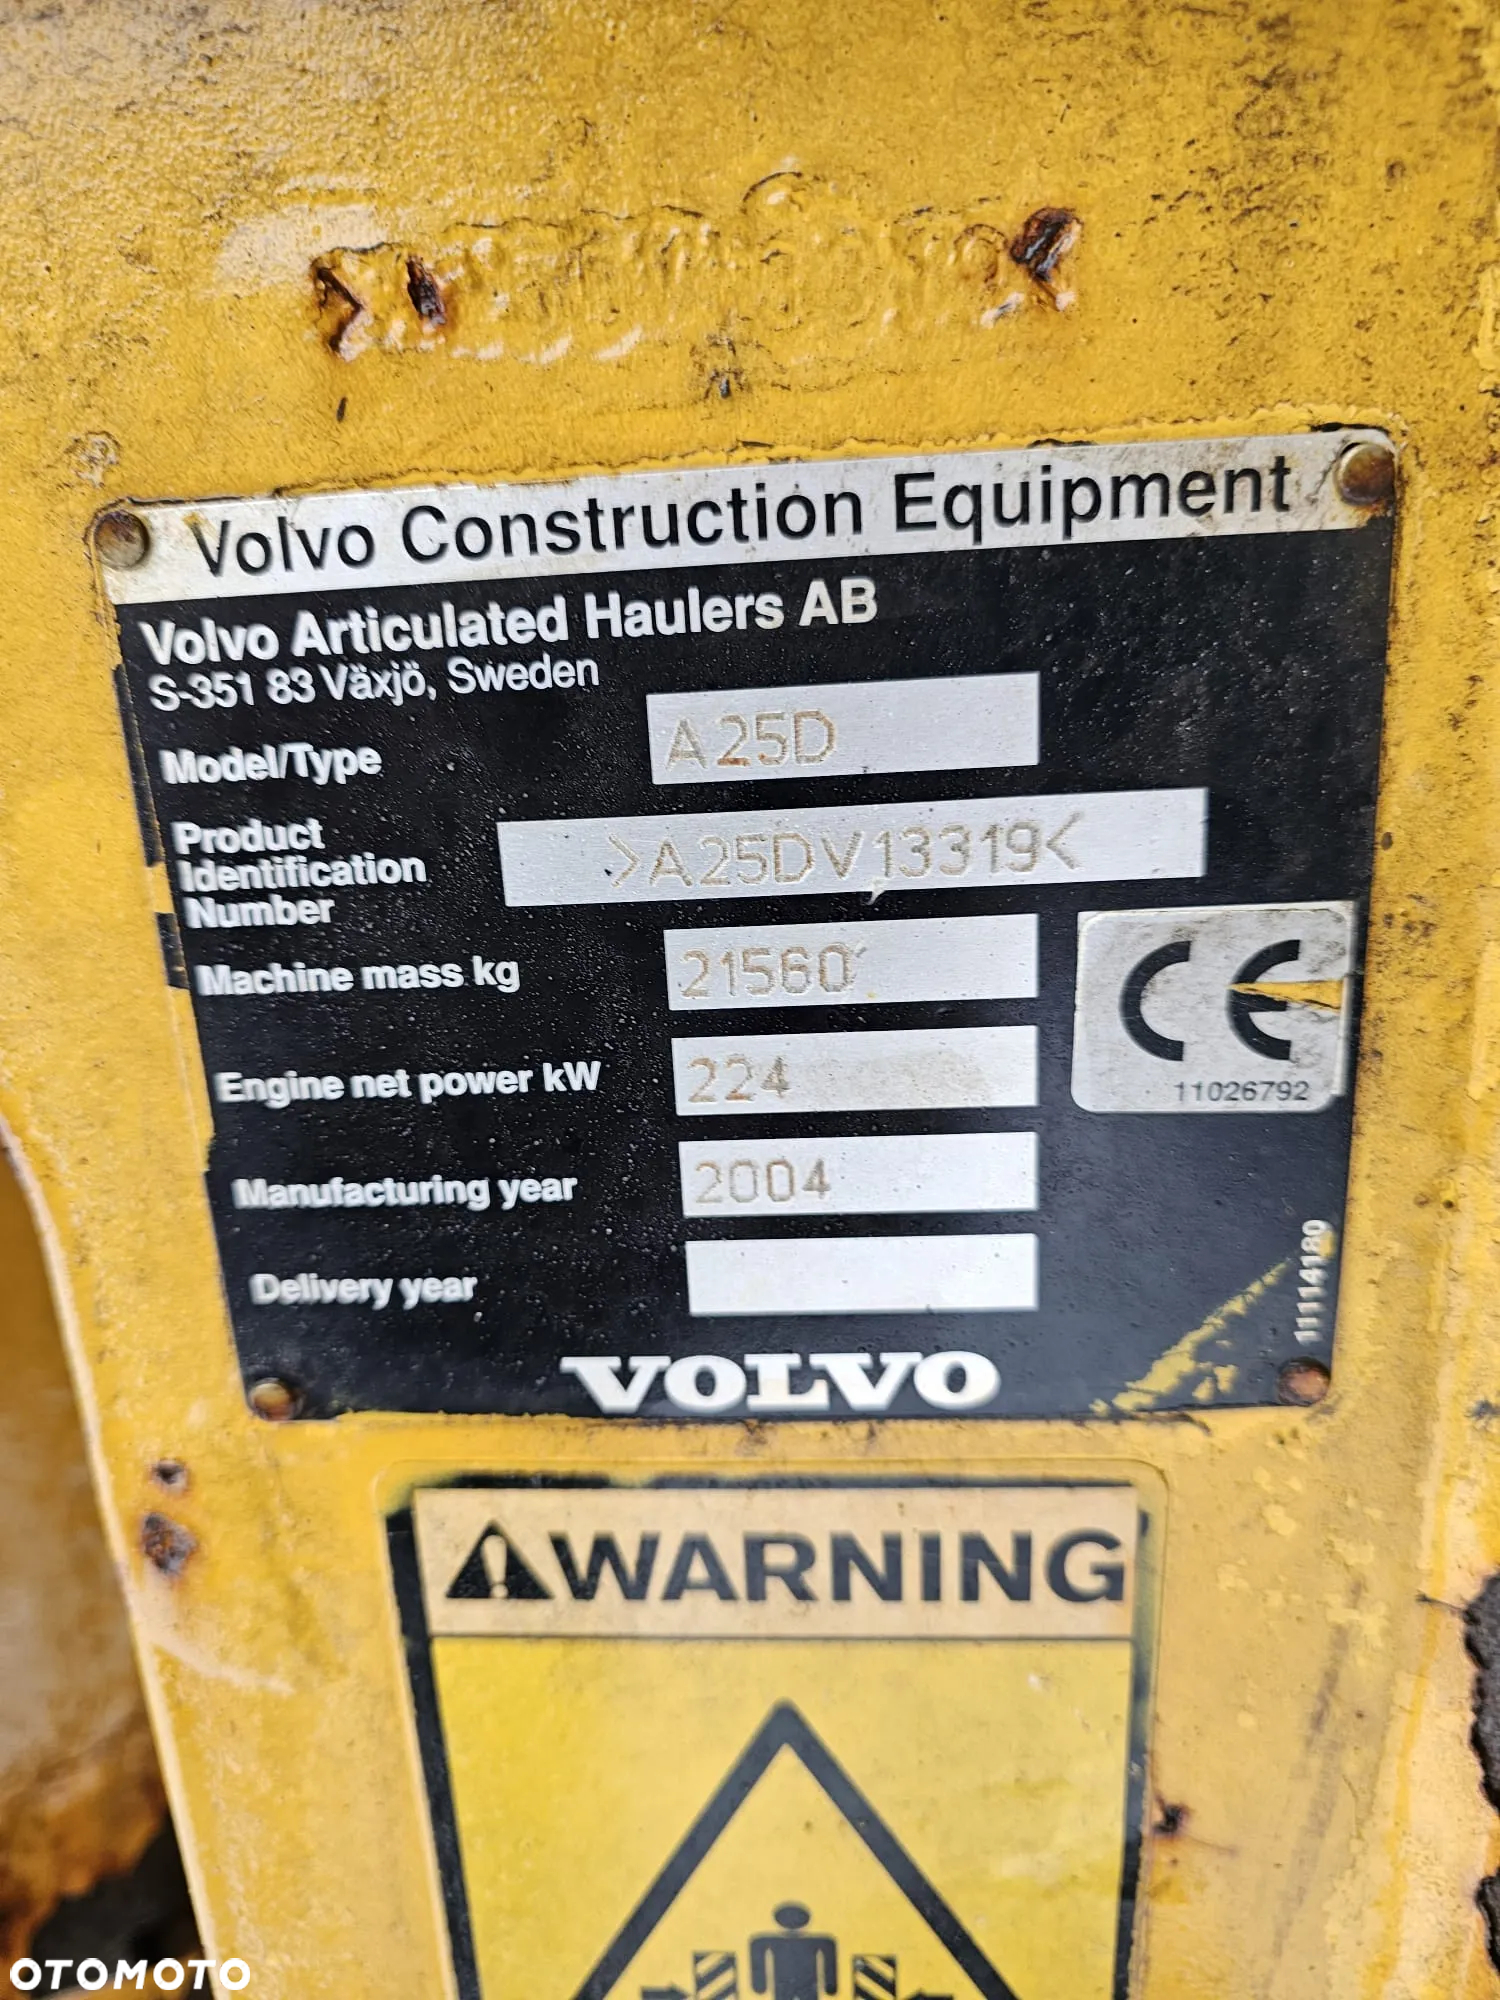 Volvo Construction Equipment
Volvo Articulated Haulers AB
S-351 83 Växjö, Sweden
Model/Type A25D
Product
Identification >A25DV13319<
Number
Machine mass kg 21560
Engine net power kW 224
CE
11026792
Manufacturing year 2004
Delivery year
11114180
VOLVO
WARNING
OTOMOTO